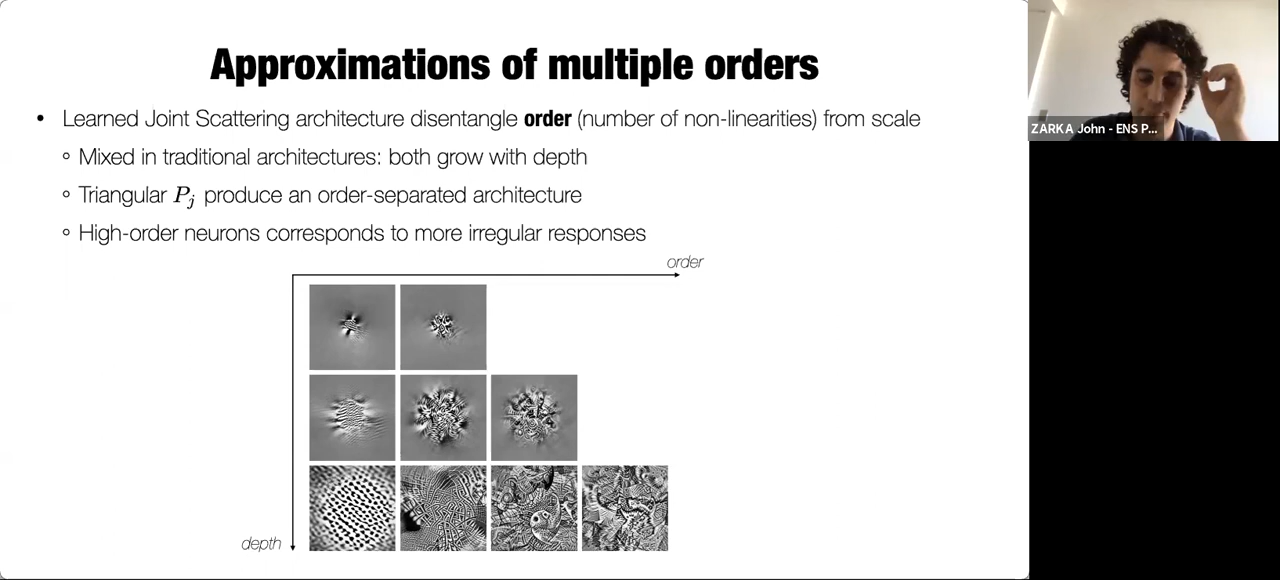 Approximations of multiple orders
• Learned Joint Scattering architecture disentangle order (number of non-linearities) from scale
◦ Mixed in traditional architectures: both grow with depth
◦ Triangular P_j produce an order-separated architecture
◦ High-order neurons corresponds to more irregular responses
order
depth
ZARKA John - ENS P...